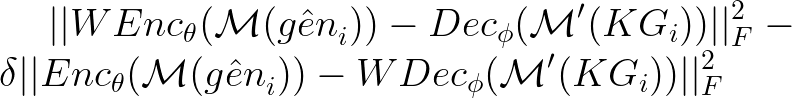 ||WEnc_θ(ℳ(gên_i)) − Dec_ϕ(ℳ′(KG_i))||²_F −
δ||Enc_θ(ℳ(gên_i)) − WDec_ϕ(ℳ′(KG_i))||²_F